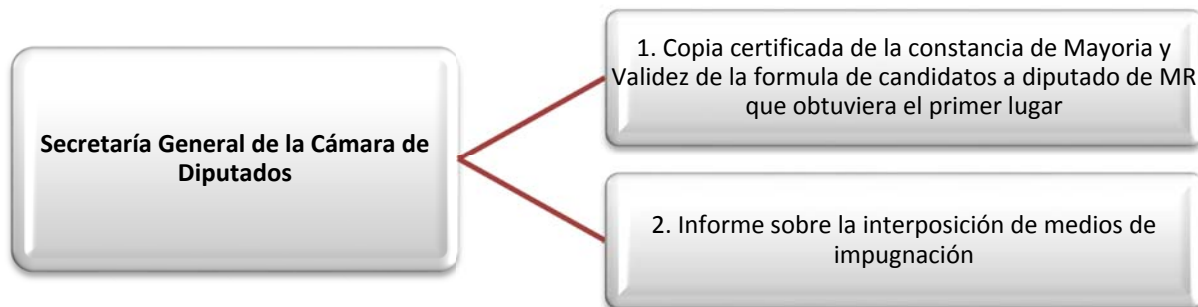 Secretaría General de la Cámara de
Diputados
1. Copia certificada de la constancia de Mayoria y
Validez de la formula de candidatos a diputado de MR
que obtuviera el primer lugar
2. Informe sobre la interposición de medios de
impugnación